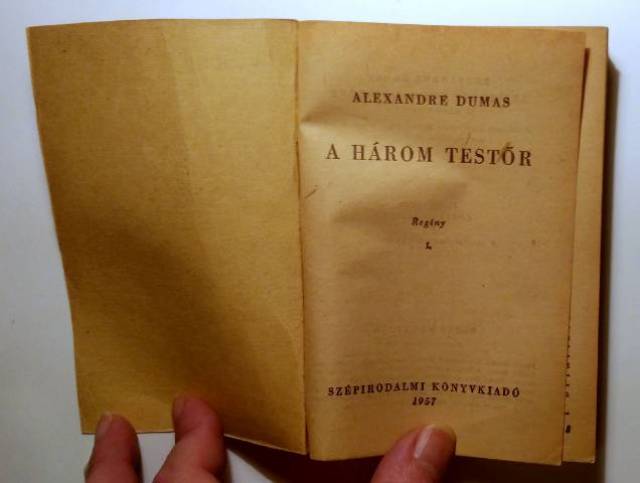 ALEXANDRE DUMAS
A HÁROM TESTŐR
Regény
I.
SZÉPIRODALMI KÖNYVKIADÓ
1957